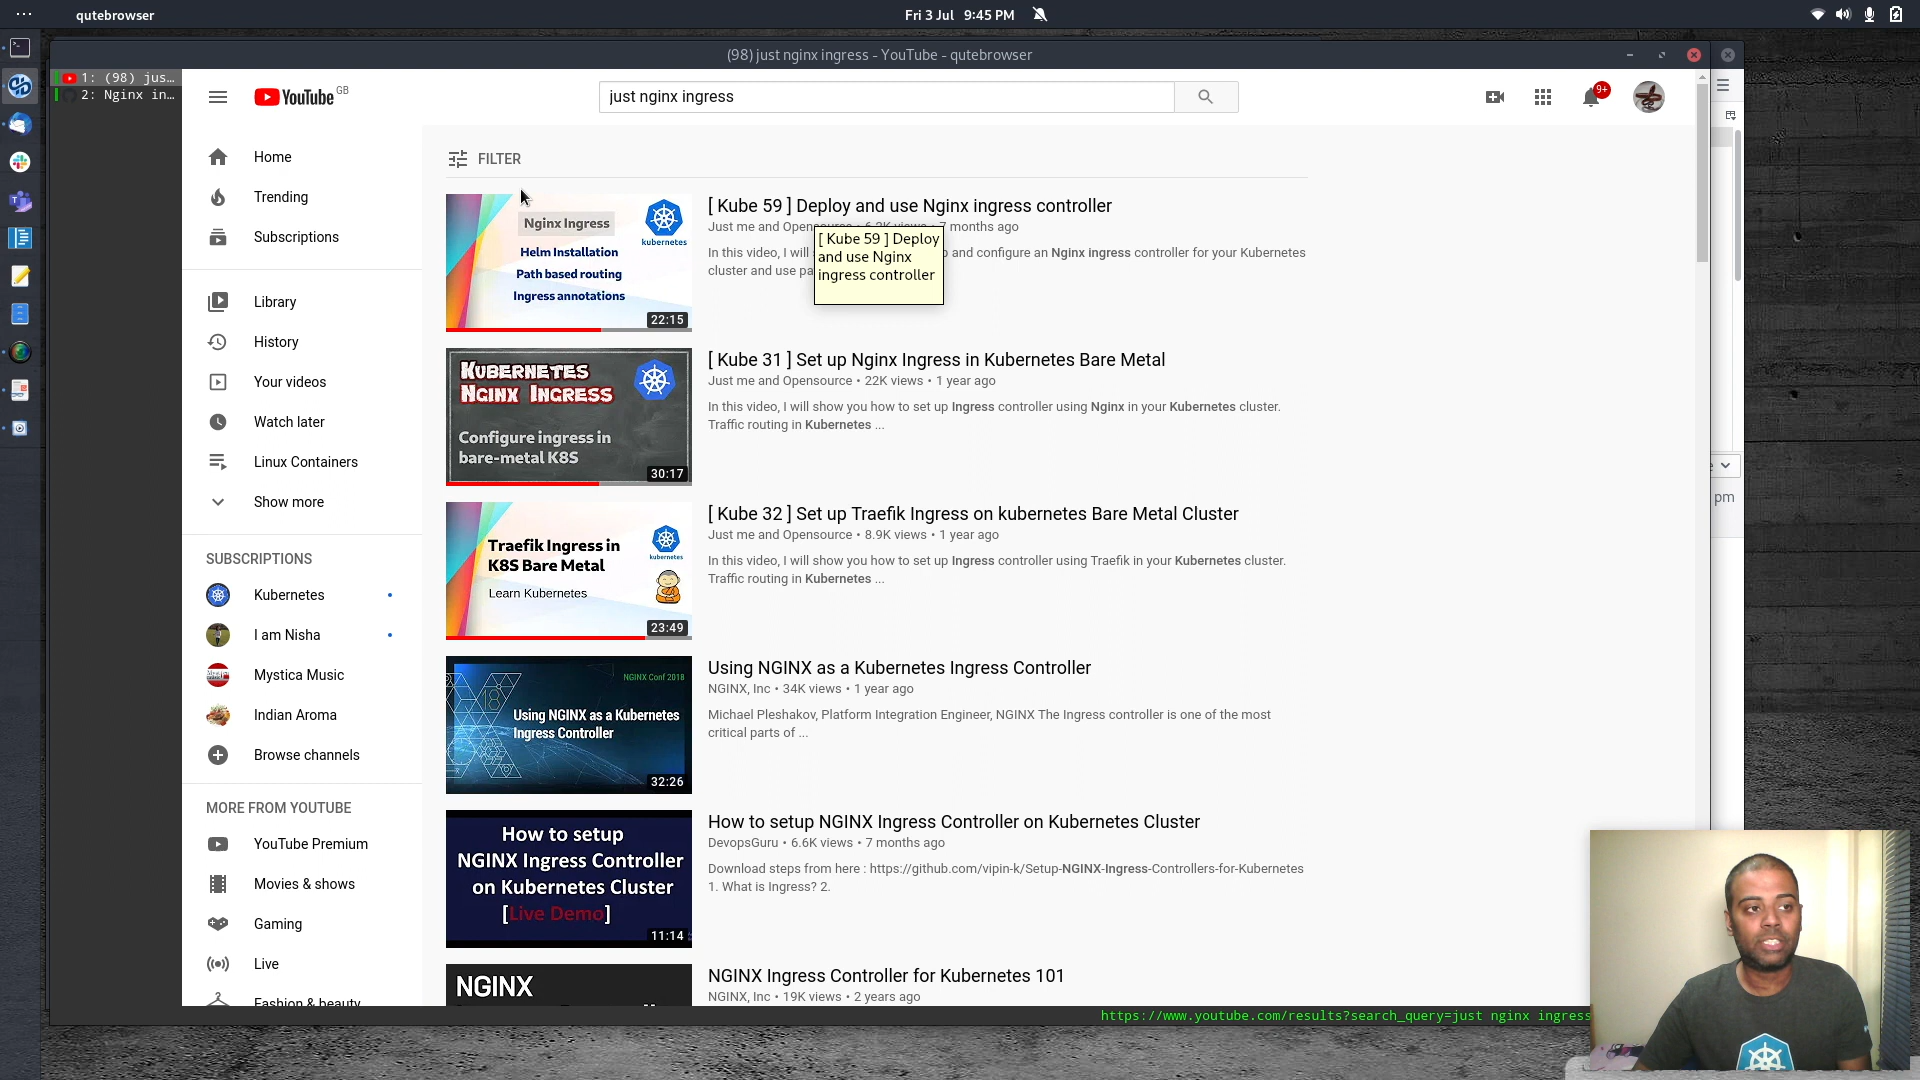 qutebrowser
Fri 3 Jul 9:45 PM
(98) just nginx ingress - YouTube - qutebrowser
1: (98) jus…
2: Nginx in…
YouTube GB
just nginx ingress
9+
Home
Trending
Subscriptions
Library
History
Your videos
Watch later
Linux Containers
Show more
SUBSCRIPTIONS
Kubernetes
I am Nisha
Mystica Music
Indian Aroma
Browse channels
MORE FROM YOUTUBE
YouTube Premium
Movies & shows
Gaming
Live
Fashion & beauty
FILTER
Nginx Ingress
kubernetes
Helm Installation
Path based routing
Ingress annotations
22:15
[ Kube 59 ] Deploy and use Nginx ingress controller
Just me and Opensource • 6.2K views • 7 months ago
In this video, I will
and configure an Nginx ingress controller for your Kubernetes
cluster and use pa
[ Kube 59 ] Deploy
and use Nginx
ingress controller
KUBERNETES
NGINX INGRESS
Configure ingress in
bare-metal K8S
30:17
[ Kube 31 ] Set up Nginx Ingress in Kubernetes Bare Metal
Just me and Opensource • 22K views • 1 year ago
In this video, I will show you how to set up Ingress controller using Nginx in your Kubernetes cluster.
Traffic routing in Kubernetes ...
Traefik Ingress in
K8S Bare Metal
kubernetes
Learn Kubernetes
23:49
[ Kube 32 ] Set up Traefik Ingress on kubernetes Bare Metal Cluster
Just me and Opensource • 8.9K views • 1 year ago
In this video, I will show you how to set up Ingress controller using Traefik in your Kubernetes cluster.
Traffic routing in Kubernetes ...
NGINX Conf 2018
Using NGINX as a Kubernetes
Ingress Controller
32:26
Using NGINX as a Kubernetes Ingress Controller
NGINX, Inc • 34K views • 1 year ago
Michael Pleshakov, Platform Integration Engineer, NGINX The Ingress controller is one of the most
critical parts of ...
How to setup
NGINX Ingress Controller
on Kubernetes Cluster
[Live Demo]
11:14
How to setup NGINX Ingress Controller on Kubernetes Cluster
DevopsGuru • 6.6K views • 7 months ago
Download steps from here : https://github.com/vipin-k/Setup-NGINX-Ingress-Controllers-for-Kubernetes
1. What is Ingress? 2.
NGINX
NGINX Ingress Controller for Kubernetes 101
NGINX, Inc • 19K views • 2 years ago
pm
https://www.youtube.com/results?search_query=just nginx ingress